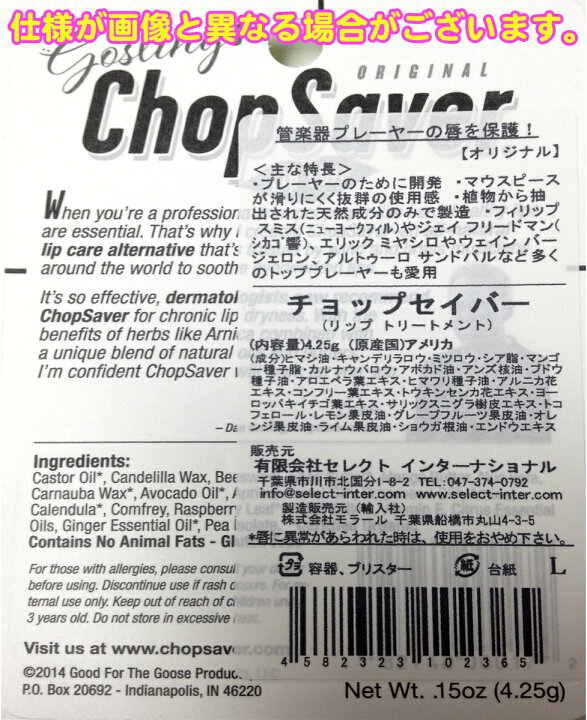 仕様が画像と異なる場合がございます。
Gosling's
ORIGINAL
ChopSaver
When you're a professional
are essential. That's why I
lip care alternative that's
around the world to soothe
It's so effective, dermatologists
ChopSaver for chronic lip dryness. With the
benefits of herbs like Arnica combined
a unique blend of natural
I'm confident ChopSaver
Ingredients:
Castor Oil*, Candelilla Wax,
Carnauba Wax*, Avocado Oil*,
Calendula*, Comfrey, Raspberry Leaf
Oils, Ginger Essential Oil*, Pea
Contains No Animal Fats -
For those with allergies, please consult your
before using. Discontinue use if rash occurs. For
ternal use only. Keep out of reach of children
3 years old. Do not store in excessive heat.
Visit us at www.chopsaver.com
©2014 Good For The Goose Products, LLC
P.O. Box 20692 - Indianapolis, IN 46220
管楽器プレーヤーの唇を保護！
【オリジナル】
＜主な特長＞
・プレーヤーのために開発 ・マウスピース
が滑りにくく抜群の使用感 ・植物から抽
出された天然成分のみで製造 ・フィリップ
スミス(ニューヨークフィル)やジェイ フリードマン(
シカゴ響)、エリック ミヤシロやウェイン バー
ジェロン、アルトゥーロ サンドバルなど多く
のトッププレーヤーも愛用
チョップセイバー
(リップ トリートメント)
(内容量)4.25g (原産国)アメリカ
(成分)ヒマシ油・キャンデリラロウ・ミツロウ・シア脂・マンゴ
ー種子脂・カルナウバロウ・アボカド油・アンズ核油・ブドウ
種子油・アロエベラ葉エキス・ヒマワリ種子油・アルニカ花
エキス・コンフリー葉エキス・トウキンセンカ花エキス・ヨー
ロッパキイチゴ葉エキス・サリックスニグラ樹皮エキス・トコ
フェロール・レモン果皮油・グレープフルーツ果皮油・オレ
ンジ果皮油・ライム果皮油・ショウガ根油・エンドウエキス
販売元
有限会社セレクト インターナショナル
千葉県市川市北国分1-8-2 TEL:047-374-0792
info@select-inter.com www.select-inter.com
製造販売元 (輸入社)
株式会社モラール 千葉県船橋市丸山4-3-5
*唇に異常があらわれた時は、使用をおやめ下さい。
プラ 容器、ブリスター 紙 台紙 L
4 582323 102365
Net Wt. .15oz (4.25g)